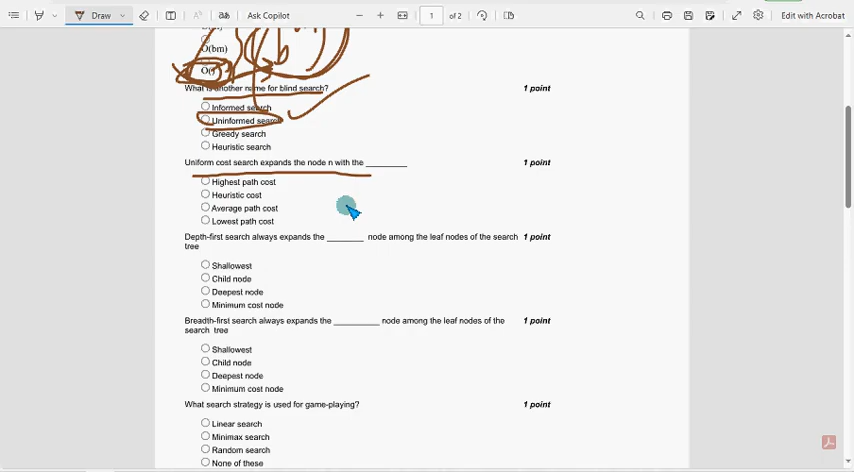 Draw
aあ
Ask Copilot
1
of 2
Edit with Acrobat
O(bm)
What is another name for blind search?
1 point
Informed search
Uninformed search
Greedy search
Heuristic search
Uniform cost search expands the node n with the ________
1 point
Highest path cost
Heuristic cost
Average path cost
Lowest path cost
Depth-first search always expands the _______ node among the leaf nodes of the search
1 point
tree
Shallowest
Child node
Deepest node
Minimum cost node
Breadth-first search always expands the _________ node among the leaf nodes of the
1 point
search tree
Shallowest
Child node
Deepest node
Minimum cost node
What search strategy is used for game-playing?
1 point
Linear search
Minimax search
Random search
None of these